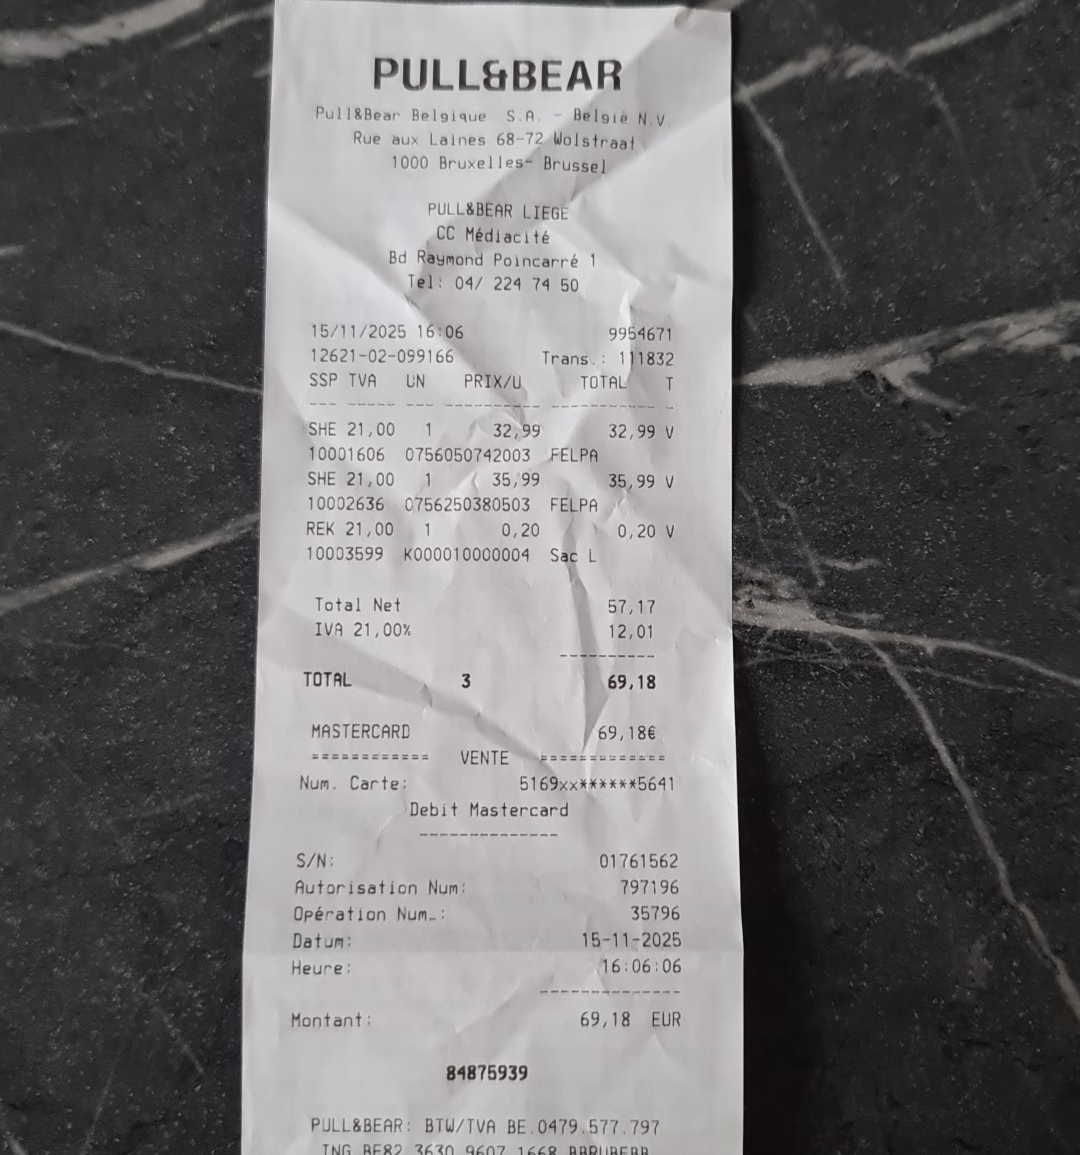 PULL&BEAR
Pull&Bear Belgique S.A. - België N.V.
Rue aux Laines 68-72 Wolstraat
1000 Bruxelles- Brussel
PULL&BEAR LIEGE
CC Médiacité
Bd Raymond Poincarré 1
Tel: 04/ 224 74 50
15/11/2025 16:06 9954671
12621-02-099166 Trans.: 111832
SSP TVA UN PRIX/U TOTAL T
--- ----- --- ---------- ----------- --
SHE 21,00 1 32,99 32,99 V
10001606 0756050742003 FELPA
SHE 21,00 1 35,99 35,99 V
10002636 0756250380503 FELPA
REK 21,00 1 0,20 0,20 V
10003599 K000010000004 Sac L
Total Net 57,17
IVA 21,00% 12,01
------------
TOTAL 3 69,18
MASTERCARD 69,18€
============ VENTE =============
Num. Carte: 5169xx******5641
Debit Mastercard
--------------
S/N: 01761562
Autorisation Num: 797196
Opération Num.: 35796
Datum: 15-11-2025
Heure: 16:06:06
--------------
Montant: 69,18 EUR
84875939
PULL&BEAR: BTW/TVA BE.0479.577.797
ING BE82 3630 9607 1668 BBRUBEBB